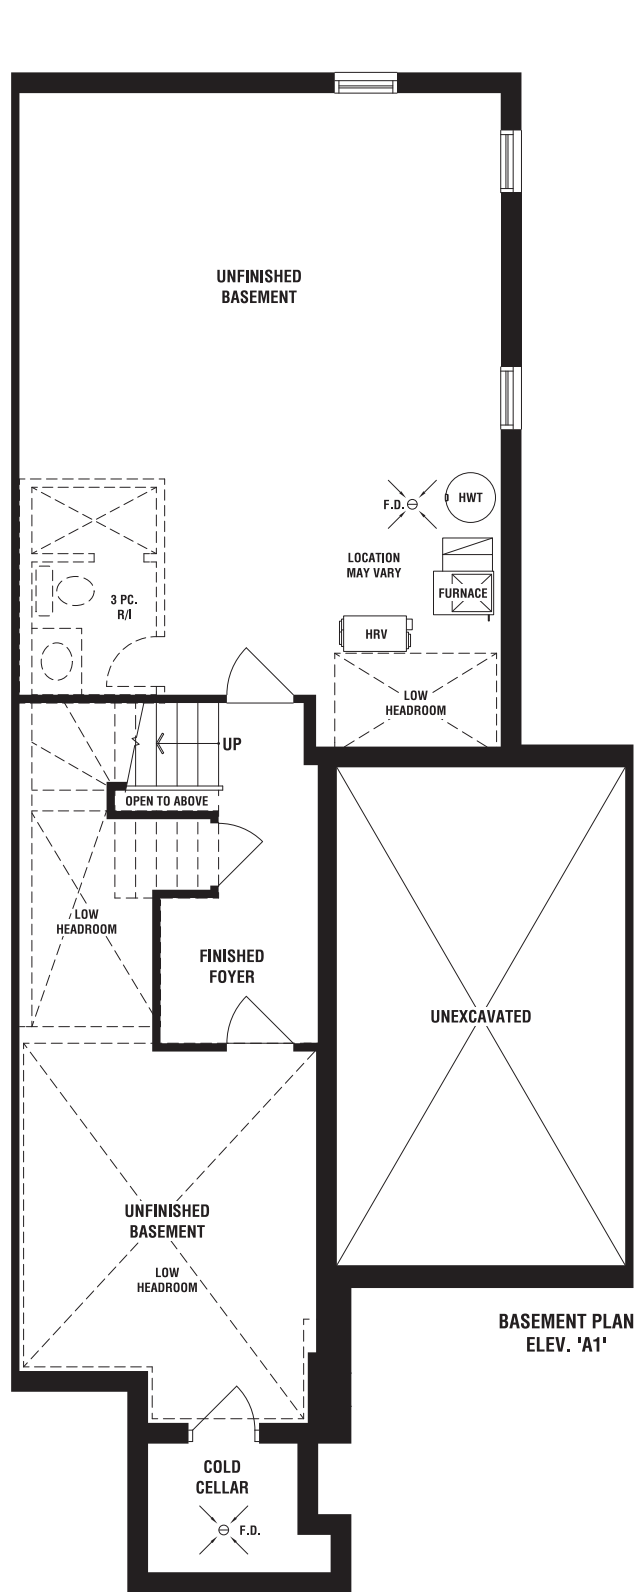 UNFINISHED
BASEMENT
F.D.
HWT
LOCATION
MAY VARY
FURNACE
3 PC.
R/I
HRV
LOW
HEADROOM
UP
OPEN TO ABOVE
LOW
HEADROOM
FINISHED
FOYER
UNEXCAVATED
UNFINISHED
BASEMENT
LOW
HEADROOM
BASEMENT PLAN
ELEV. 'A1'
COLD
CELLAR
F.D.